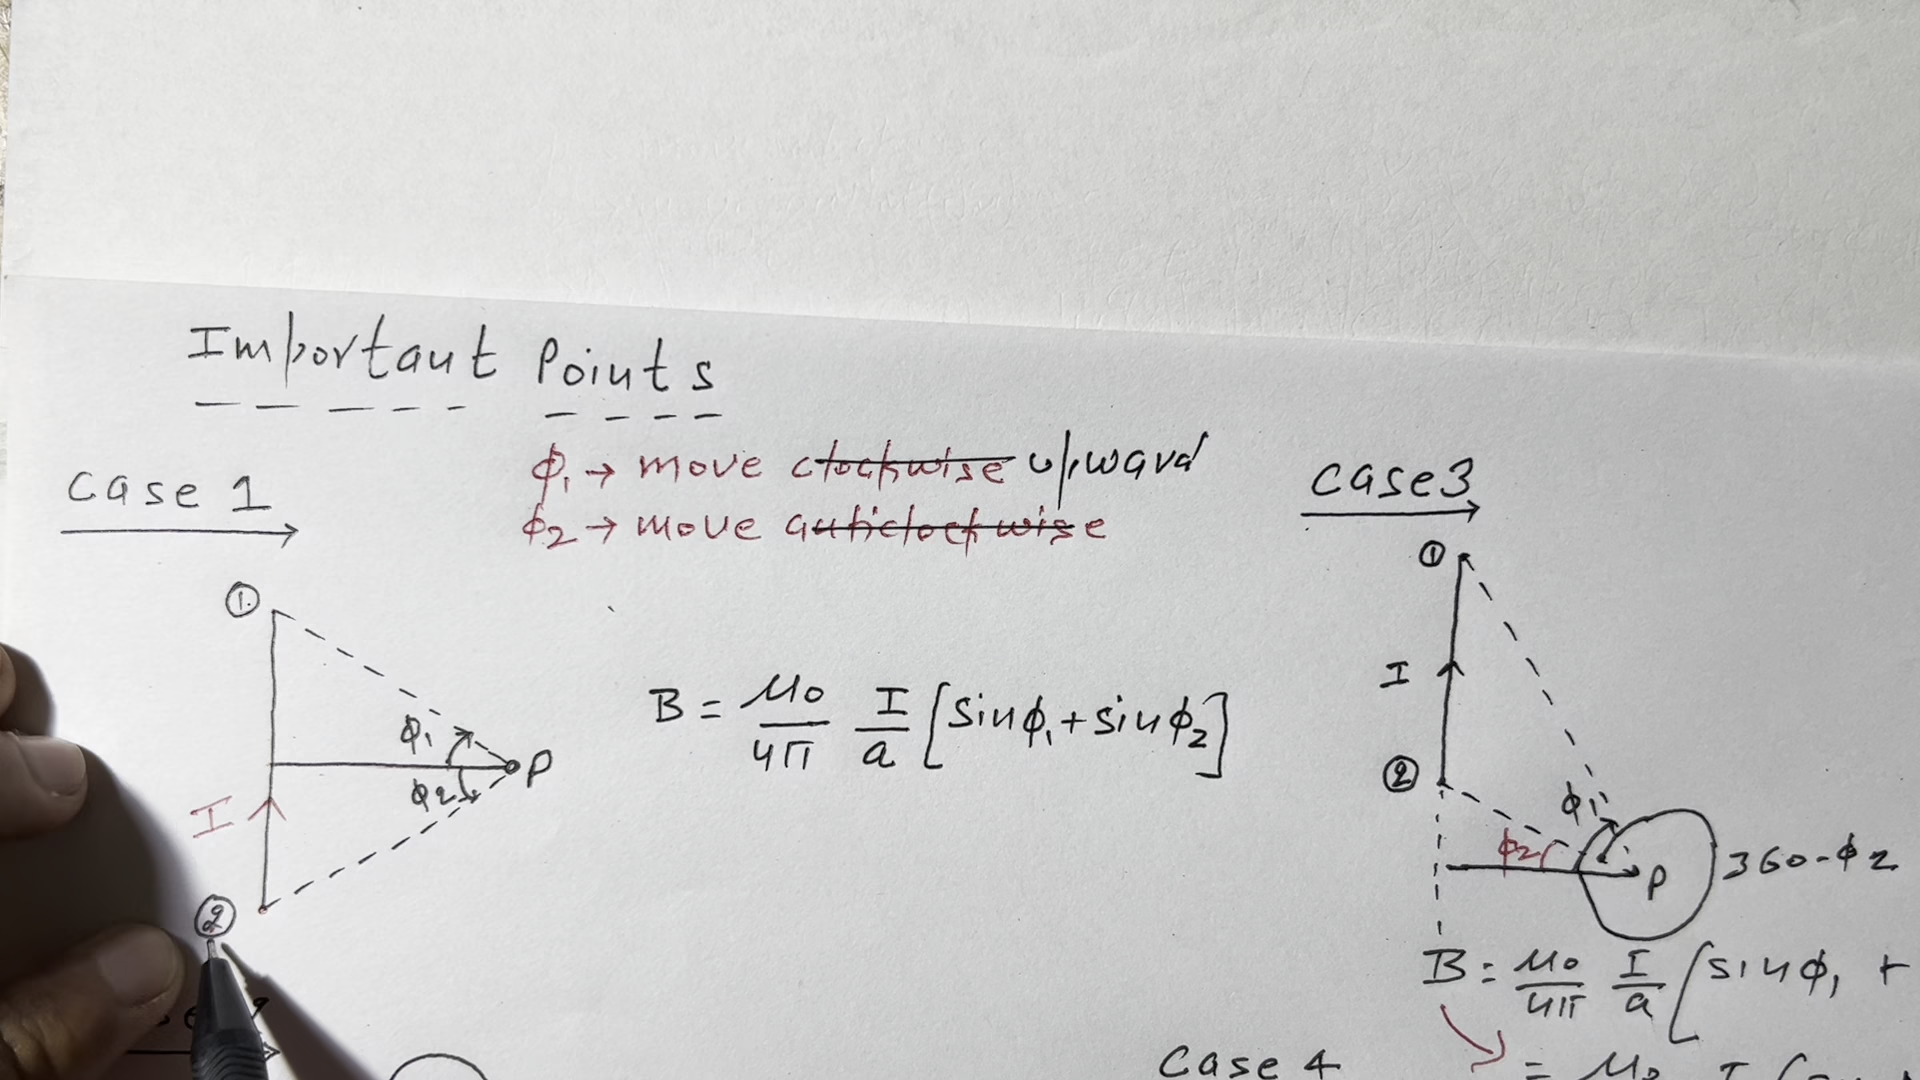 Important Points
Case 1
ϕ1 → move clockwise upward
ϕ2 → move anticlockwise
①
ϕ1
ϕ2
P
I
②
B = μ0/4π I/a [sinϕ1 + sinϕ2]
Case3
①
I
②
ϕ1
ϕ2
P
360-ϕ2
B = μ0/4π I/a [sinϕ1 +
= μ0 I
Case 4